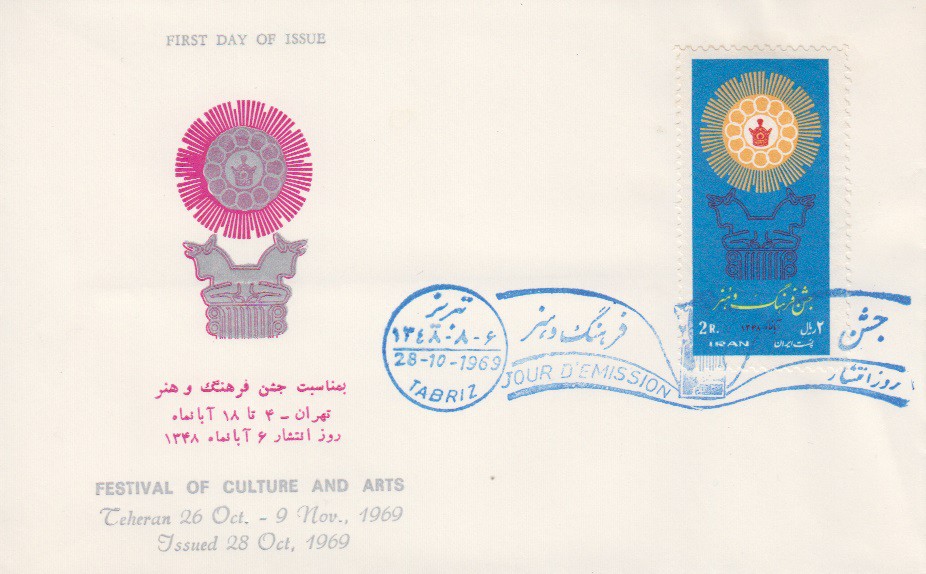 FIRST DAY OF ISSUE
بمناسبت جشن فرهنگ و هنر
تهران ـ ۴ تا ۱۸ آبانماه
روز انتشار ۶ آبانماه ۱۳۴۸
FESTIVAL OF CULTURE AND ARTS
Teheran 26 Oct. - 9 Nov., 1969
Issued 28 Oct, 1969
جشن فرهنگ و هنر
2 R. ۲ ریال
IRAN پست ایران
تبریز
۱۳٤۸-۸-۶
28-10-1969
TABRIZ
جشن فرهنگ و هنر
JOUR D'EMISSION
روز انتشار